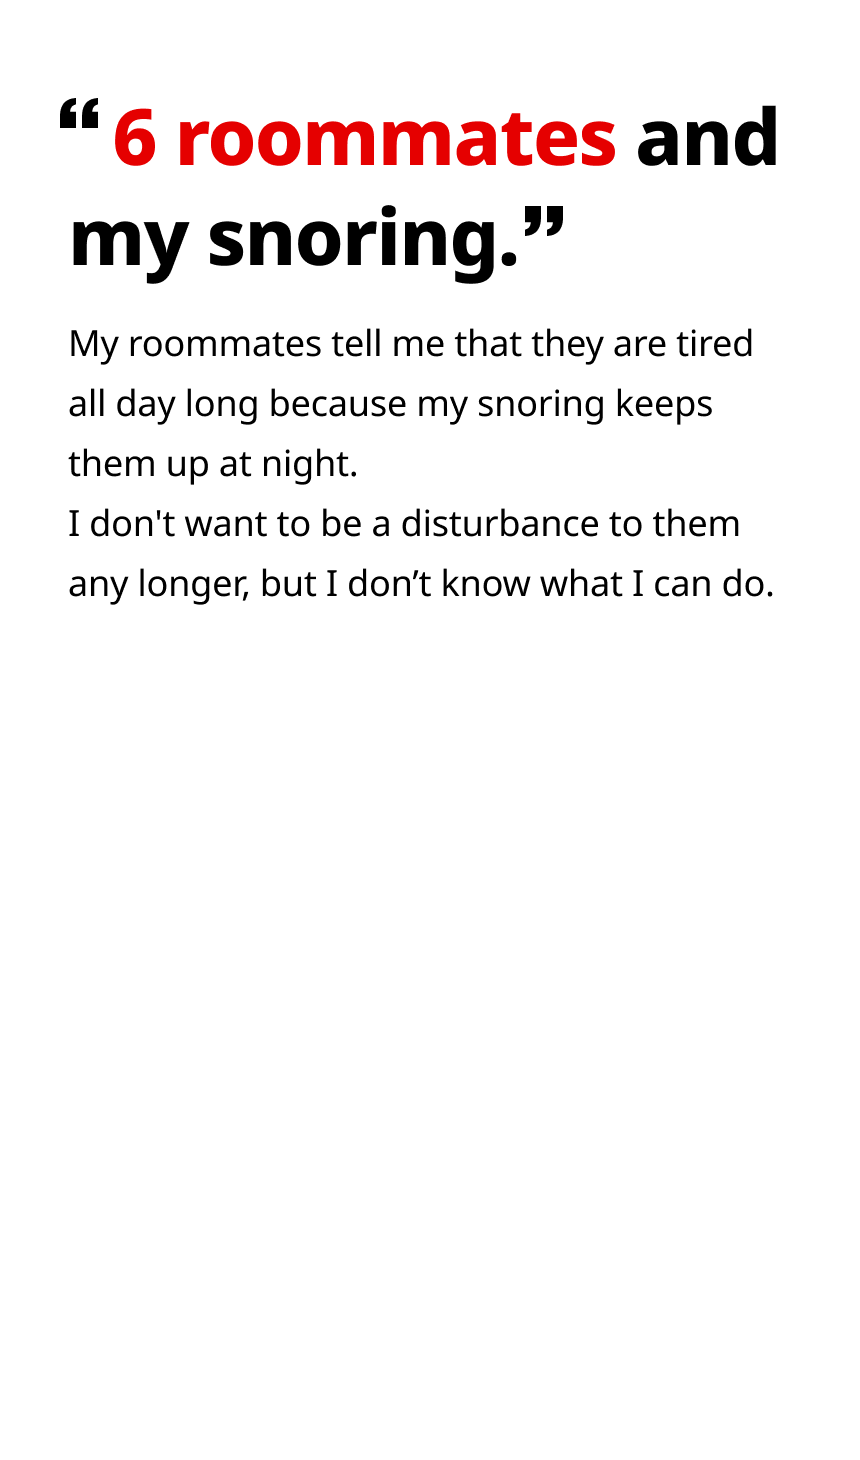 “ 6 roommates and
my snoring.”
My roommates tell me that they are tired
all day long because my snoring keeps
them up at night.
I don't want to be a disturbance to them
any longer, but I don’t know what I can do.